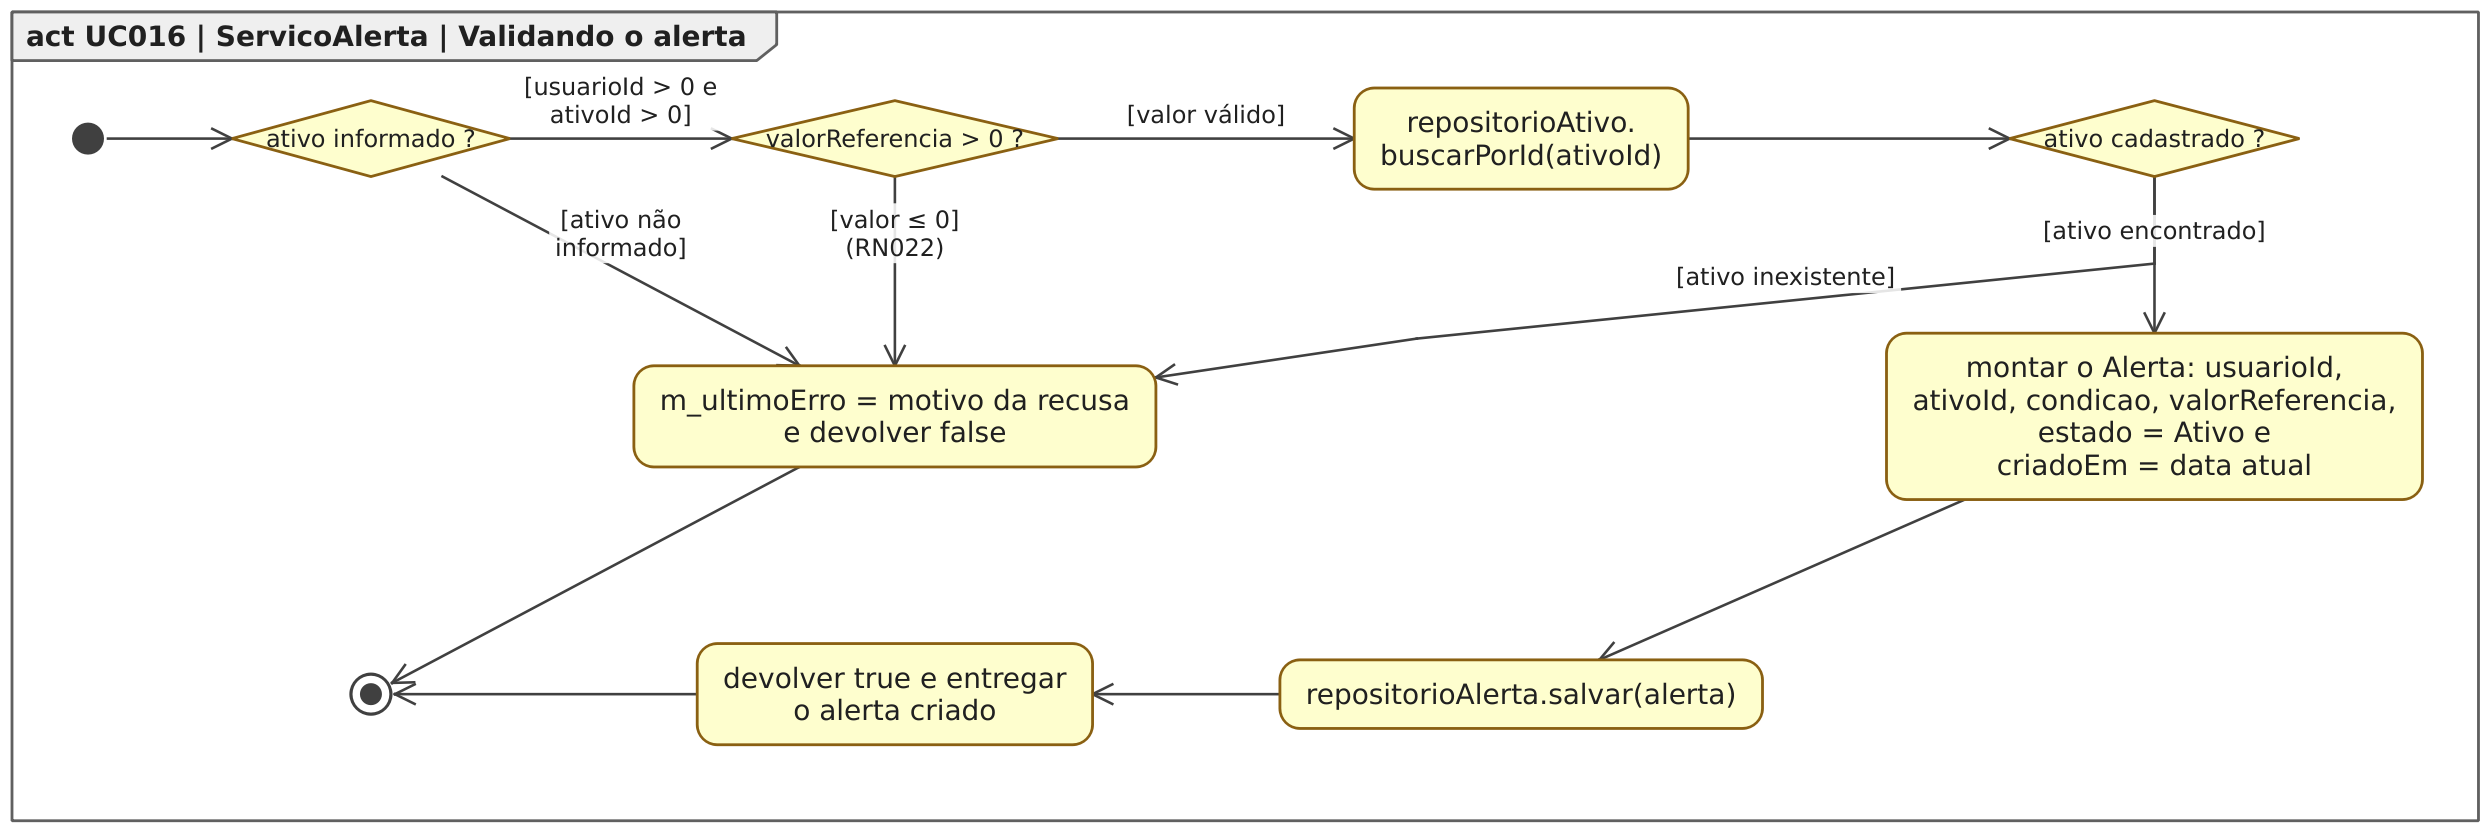 act UC016 | ServicoAlerta | Validando o alerta
[usuarioId > 0 e
ativoId > 0]
[valor válido]
ativo informado ?
valorReferencia > 0 ?
repositorioAtivo.
buscarPorId(ativoId)
ativo cadastrado ?
[ativo não
informado]
[valor ≤ 0]
(RN022)
[ativo encontrado]
[ativo inexistente]
m_ultimoErro = motivo da recusa
e devolver false
montar o Alerta: usuarioId,
ativoId, condicao, valorReferencia,
estado = Ativo e
criadoEm = data atual
devolver true e entregar
o alerta criado
repositorioAlerta.salvar(alerta)